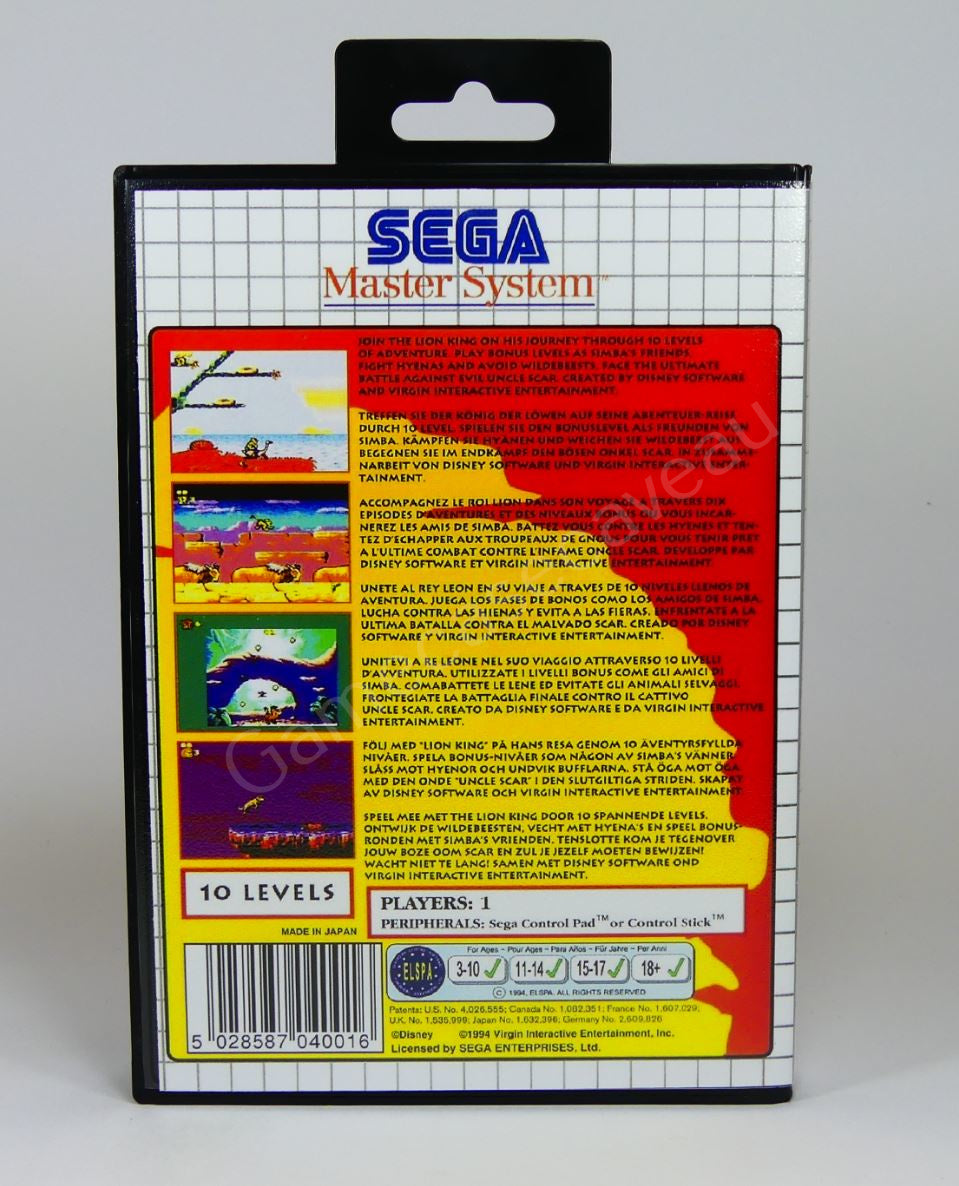 SEGA
Master System™
JOIN THE LION KING ON HIS JOURNEY THROUGH 10 LEVELS
OF ADVENTURE. PLAY BONUS LEVELS AS SIMBA'S FRIENDS,
FIGHT HYENAS AND AVOID WILDEBEESTS. FACE THE ULTIMATE
BATTLE AGAINST EVIL UNCLE SCAR. CREATED BY DISNEY SOFTWARE
AND VIRGIN INTERACTIVE ENTERTAINMENT.
TREFFEN SIE DER KÖNIG DER LÖWEN AUF SEINE ABENTEUER-REISE
DURCH 10 LEVEL. SPIELEN SIE DEN BONUSLEVEL ALS FREUNDEN VON
SIMBA. KÄMPFEN SIE HYÄNEN UND WEICHEN SIE WILDEBEESTS AUS.
BEGEGNEN SIE IM ENDKAMPF DEN BÖSEN ONKEL SCAR. IN ZUSAMME-
NARBEIT VON DISNEY SOFTWARE UND VIRGIN INTERACTIVE ENTER-
TAINMENT.
ACCOMPAGNEZ LE ROI LION DANS SON VOYAGE A TRAVERS DIX
EPISODES D'AVENTURES ET DES NIVEAUX BONUS OU VOUS INCAR-
NEREZ LES AMIS DE SIMBA. BATTEZ VOUS CONTRE LES HYENES ET TEN-
TEZ D'ECHAPPER AUX TROUPEAUX DE GNOUS POUR VOUS TENIR PRET
A L'ULTIME COMBAT CONTRE L'INFAME ONCLE SCAR. DEVELOPPE PAR
DISNEY SOFTWARE ET VIRGIN INTERACTIVE ENTERTAINMENT.
UNETE AL REY LEON EN SU VIAJE A TRAVES DE 10 NIVELES LLENOS DE
AVENTURA. JUEGA LOS FASES DE BONOS COMO LOS AMIGOS DE SIMBA.
LUCHA CONTRA LAS HIENAS Y EVITA A LAS FIERAS. ENFRENTATE A LA
ULTIMA BATALLA CONTRA EL MALVADO SCAR. CREADO POR DISNEY
SOFTWARE Y VIRGIN INTERACTIVE ENTERTAINMENT.
UNITEVI A RE LEONE NEL SUO VIAGGIO ATTRAVERSO 10 LIVELLI
D'AVVENTURA. UTILIZZATE I LIVELLI BONUS COME GLI AMICI DI
SIMBA. COMABATTETE LE LENE ED EVITATE GLI ANIMALI SELVAGGI.
FRONTEGIATE LA BATTAGLIA FINALE CONTRO IL CATTIVO
UNCLE SCAR. CREATO DA DISNEY SOFTWARE E DA VIRGIN INTERACTIVE
ENTERTAINMENT.
FÖLJ MED "LION KING" PÅ HANS RESA GENOM 10 ÄVENTYRSFYLLDA
NIVÅER. SPELA BONUS-NIVÅER SOM NÅGON AV SIMBA'S VÄNNER
SLÅSS MOT HYENOR OCH UNDVIK BUFFLARNA. STÅ ÖGA MOT ÖGA
MED DEN ONDE "UNCLE SCAR" I DEN SLUTGILTIGA STRIDEN. SKAPAT
AV DISNEY SOFTWARE OCH VIRGIN INTERACTIVE ENTERTAINMENT
SPEEL MEE MET THE LION KING DOOR 10 SPANNENDE LEVELS.
ONTWIJK DE WILDEBEESTEN, VECHT MET HYENA'S EN SPEEL BONUS-
RONDEN MET SIMBA'S VRIENDEN. TENSLOTTE KOM JE TEGENOVER
JOUW BOZE OOM SCAR EN ZUL JE JEZELF MOETEN BEWIJZEN!
WACHT NIET TE LANG! SAMEN MET DISNEY SOFTWARE OND
VIRGIN INTERACTIVE ENTERTAINMENT.
10 LEVELS
PLAYERS: 1
PERIPHERALS: Sega Control Pad™ or Control Stick™
MADE IN JAPAN
For Ages - Pour Ages - Para Años - Für Jahre - Per Anni
ELSPA 3-10 11-14 15-17 18+
© 1994, ELSPA. ALL RIGHTS RESERVED
Patents: U.S. No. 4,026,555; Canada No. 1,082,351; France No. 1,607,029;
U.K. No. 1,535,999; Japan No. 1,632,396; Germany No. 2,609,826
©Disney ©1994 Virgin Interactive Entertainment, Inc.
Licensed by SEGA ENTERPRISES, Ltd.
5 028587 040016